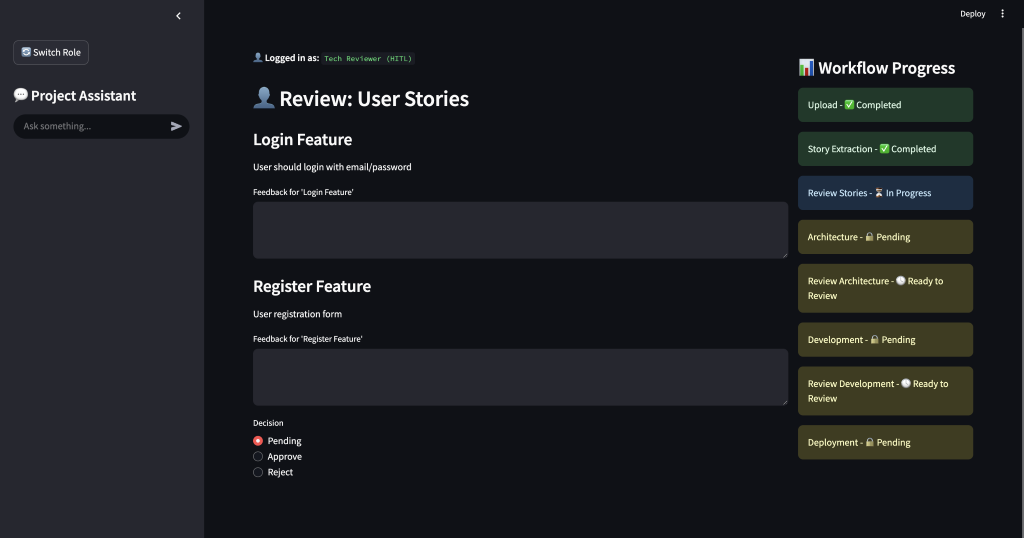 Deploy
Switch Role
Project Assistant
Ask something...
Logged in as: Tech Reviewer (HITL)
Review: User Stories
Login Feature
User should login with email/password
Feedback for 'Login Feature'
Register Feature
User registration form
Feedback for 'Register Feature'
Decision
Pending
Approve
Reject
Workflow Progress
Upload - ✅ Completed
Story Extraction - ✅ Completed
Review Stories - ⏳ In Progress
Architecture - 🔒 Pending
Review Architecture - 🕒 Ready to
Review
Development - 🔒 Pending
Review Development - 🕒 Ready to
Review
Deployment - 🔒 Pending